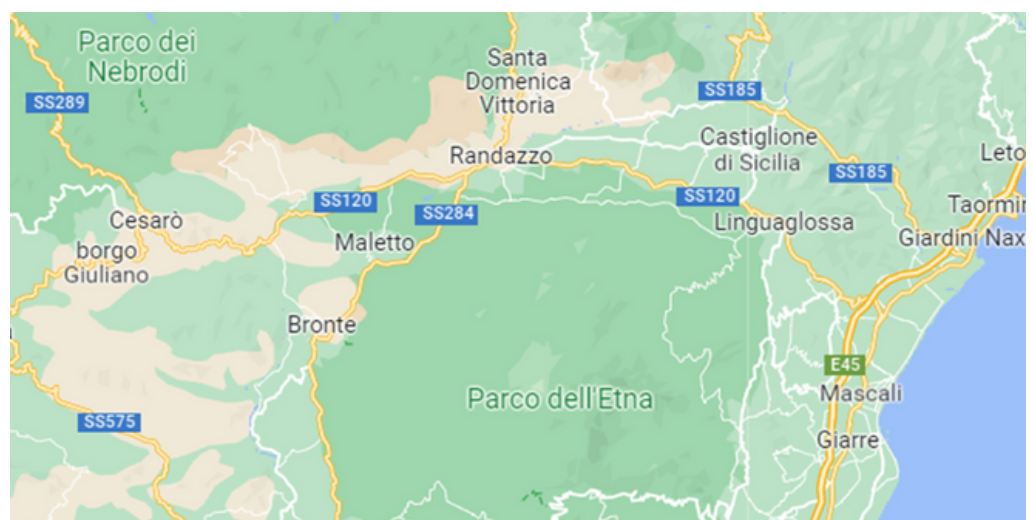 Parco dei
Nebrodi
Santa
Domenica
Vittoria
SS289
SS185
Castiglione
di Sicilia
Randazzo
Leto
SS185
SS120
SS120
Taormin
SS284
Cesarò
Linguaglossa
Maletto
Giardini Nax
borgo
Giuliano
Bronte
E45
Mascali
Parco dell'Etna
SS575
Giarre